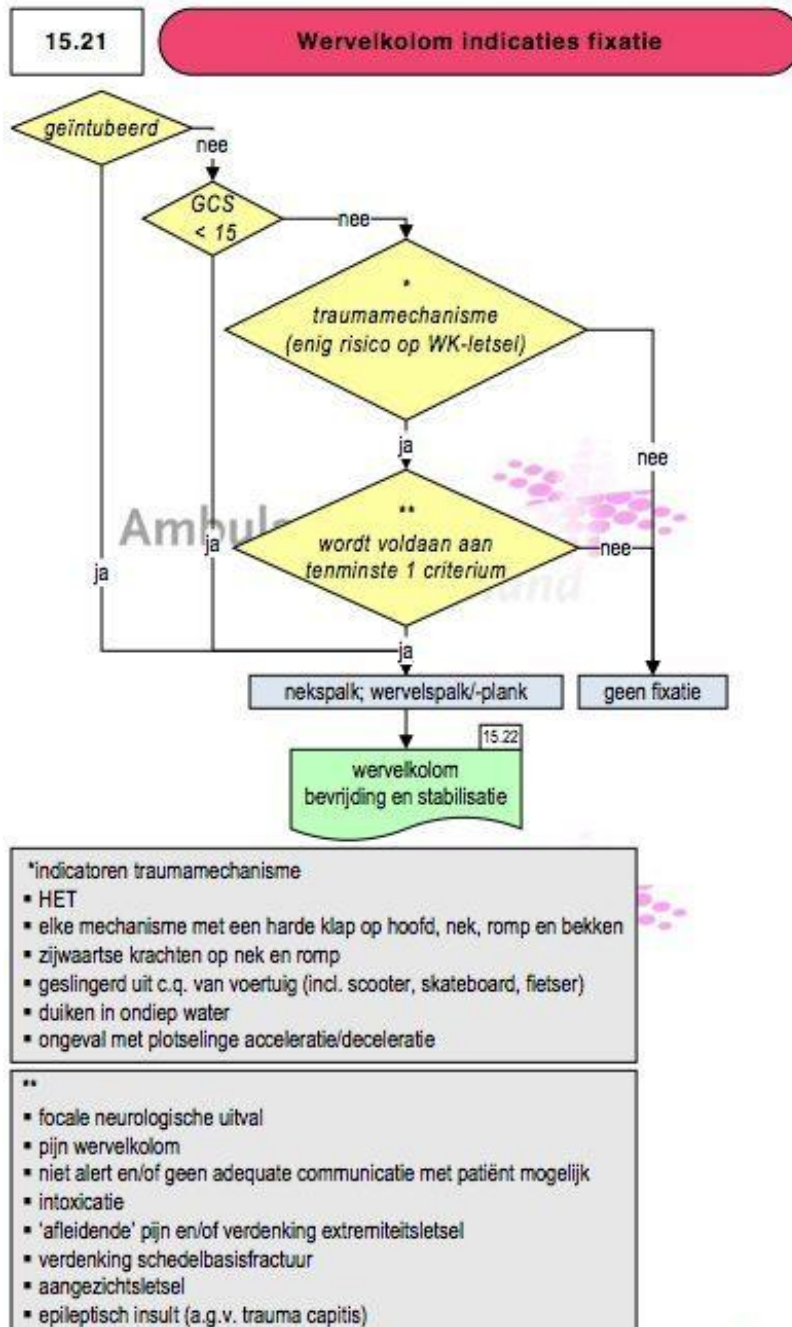 15.21
Wervelkolom indicaties fixatie
geïntubeerd
nee
GCS
< 15
nee
*
traumamechanisme
(enig risico op WK-letsel)
ja
nee
Ambula
**
ja
wordt voldaan aan
tenminste 1 criterium
nee
ja
and
ja
nekspalk; wervelspalk/-plank
geen fixatie
15.22
wervelkolom
bevrijding en stabilisatie
*indicatoren traumamechanisme
▪ HET
▪ elke mechanisme met een harde klap op hoofd, nek, romp en bekken
▪ zijwaartse krachten op nek en romp
▪ geslingerd uit c.q. van voertuig (incl. scooter, skateboard, fietser)
▪ duiken in ondiep water
▪ ongeval met plotselinge acceleratie/deceleratie
**
▪ focale neurologische uitval
▪ pijn wervelkolom
▪ niet alert en/of geen adequate communicatie met patiënt mogelijk
▪ intoxicatie
▪ 'afleidende' pijn en/of verdenking extremiteitsletsel
▪ verdenking schedelbasisfractuur
▪ aangezichtsletsel
▪ epileptisch insult (a.g.v. trauma capitis)